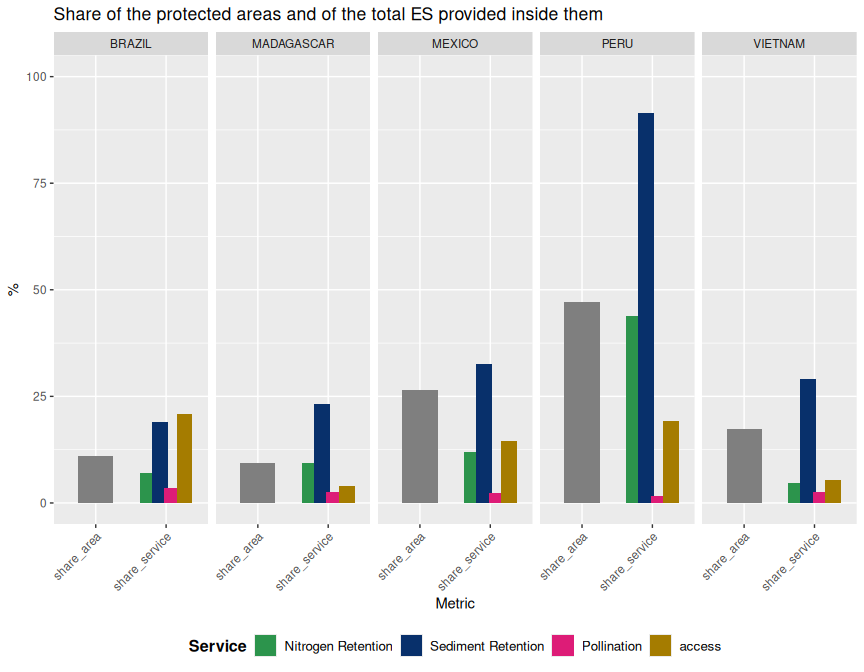 Share of the protected areas and of the total ES provided inside them
BRAZIL
MADAGASCAR
MEXICO
PERU
VIETNAM
100
75
50
25
0
%
share_area
share_service
share_area
share_service
share_area
share_service
share_area
share_service
share_area
share_service
Metric
Service
Nitrogen Retention
Sediment Retention
Pollination
access